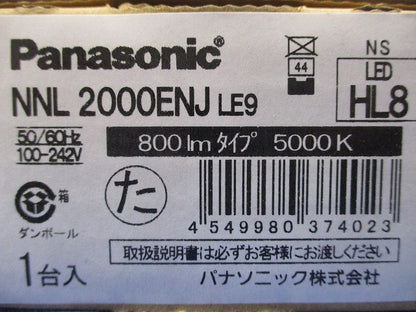 Panasonic®
NS
44
LED
NNL 2000ENJ LE9
HL8
50/60Hz
100-242V
800 lm タイプ 5000 K
た
箱
ダンボール
4 549980 374023
取扱説明書は必ずお客様にお渡しください
1台入
パナソニック株式会社